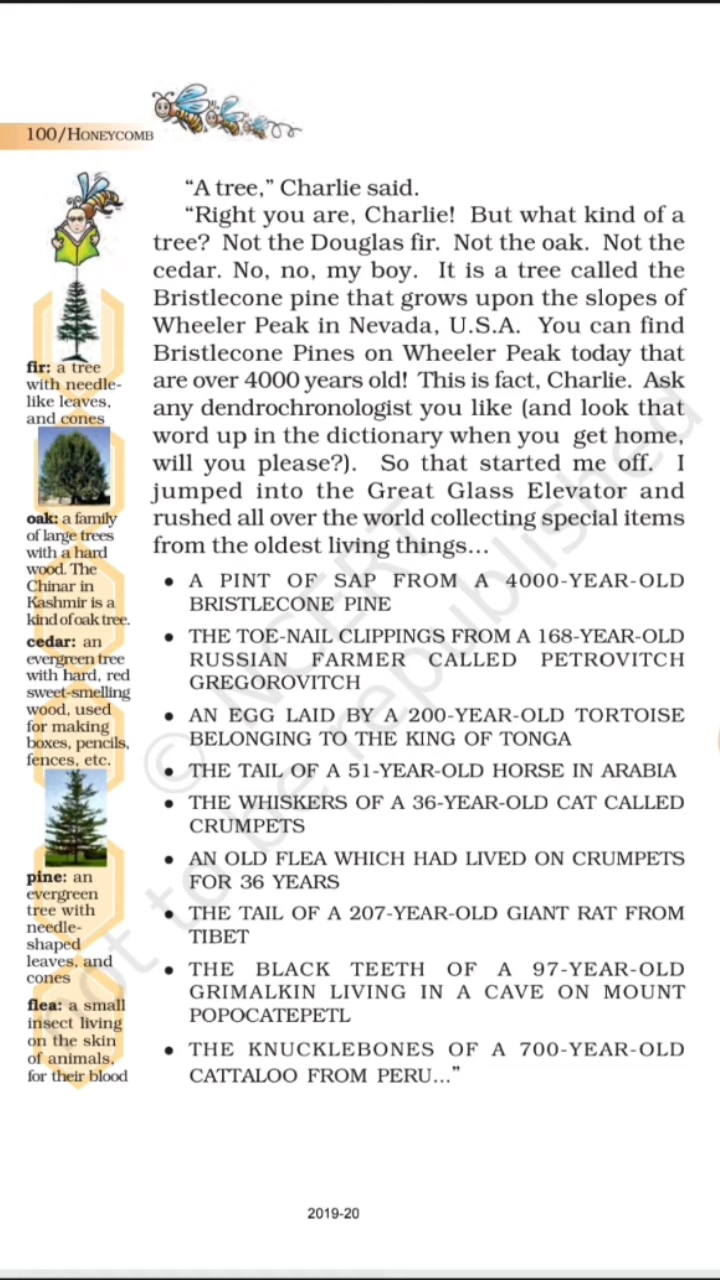 100/HONEYCOMB
“A tree,” Charlie said.
“Right you are, Charlie! But what kind of a
tree? Not the Douglas fir. Not the oak. Not the
cedar. No, no, my boy. It is a tree called the
Bristlecone pine that grows upon the slopes of
Wheeler Peak in Nevada, U.S.A. You can find
Bristlecone Pines on Wheeler Peak today that
are over 4000 years old! This is fact, Charlie. Ask
any dendrochronologist you like (and look that
word up in the dictionary when you get home,
will you please?). So that started me off. I
jumped into the Great Glass Elevator and
rushed all over the world collecting special items
from the oldest living things…
• A PINT OF SAP FROM A 4000-YEAR-OLD
BRISTLECONE PINE
• THE TOE-NAIL CLIPPINGS FROM A 168-YEAR-OLD
RUSSIAN FARMER CALLED PETROVITCH
GREGOROVITCH
• AN EGG LAID BY A 200-YEAR-OLD TORTOISE
BELONGING TO THE KING OF TONGA
• THE TAIL OF A 51-YEAR-OLD HORSE IN ARABIA
• THE WHISKERS OF A 36-YEAR-OLD CAT CALLED
CRUMPETS
• AN OLD FLEA WHICH HAD LIVED ON CRUMPETS
FOR 36 YEARS
• THE TAIL OF A 207-YEAR-OLD GIANT RAT FROM
TIBET
• THE BLACK TEETH OF A 97-YEAR-OLD
GRIMALKIN LIVING IN A CAVE ON MOUNT
POPOCATEPETL
• THE KNUCKLEBONES OF A 700-YEAR-OLD
CATTALOO FROM PERU…”
fir: a tree
with needle-
like leaves,
and cones
oak: a family
of large trees
with a hard
wood. The
Chinar in
Kashmir is a
kind of oak tree.
cedar: an
evergreen tree
with hard, red
sweet-smelling
wood, used
for making
boxes, pencils,
fences, etc.
pine: an
evergreen
tree with
needle-
shaped
leaves, and
cones
flea: a small
insect living
on the skin
of animals,
for their blood
© NCERT
not to be republished
2019-20